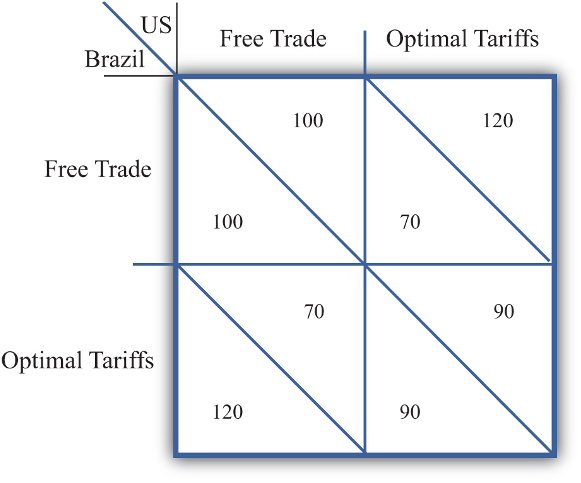 US
Free Trade
Optimal Tariffs
Brazil
100
120
Free Trade
100
70
70
90
Optimal Tariffs
120
90